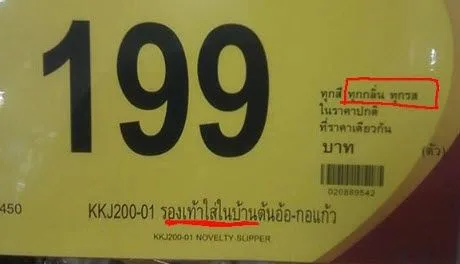 199
ทุกสี ทุกกลิ่น ทุกรส
ในราคาปกติ
ที่ราคาเดียวกัน
บาท (ตัว)
020889542
450 KKJ200-01 รองเท้าใส่ในบ้านต้นอ้อ-กอแก้ว
KKJ200-01 NOVELTY-SLIPPER